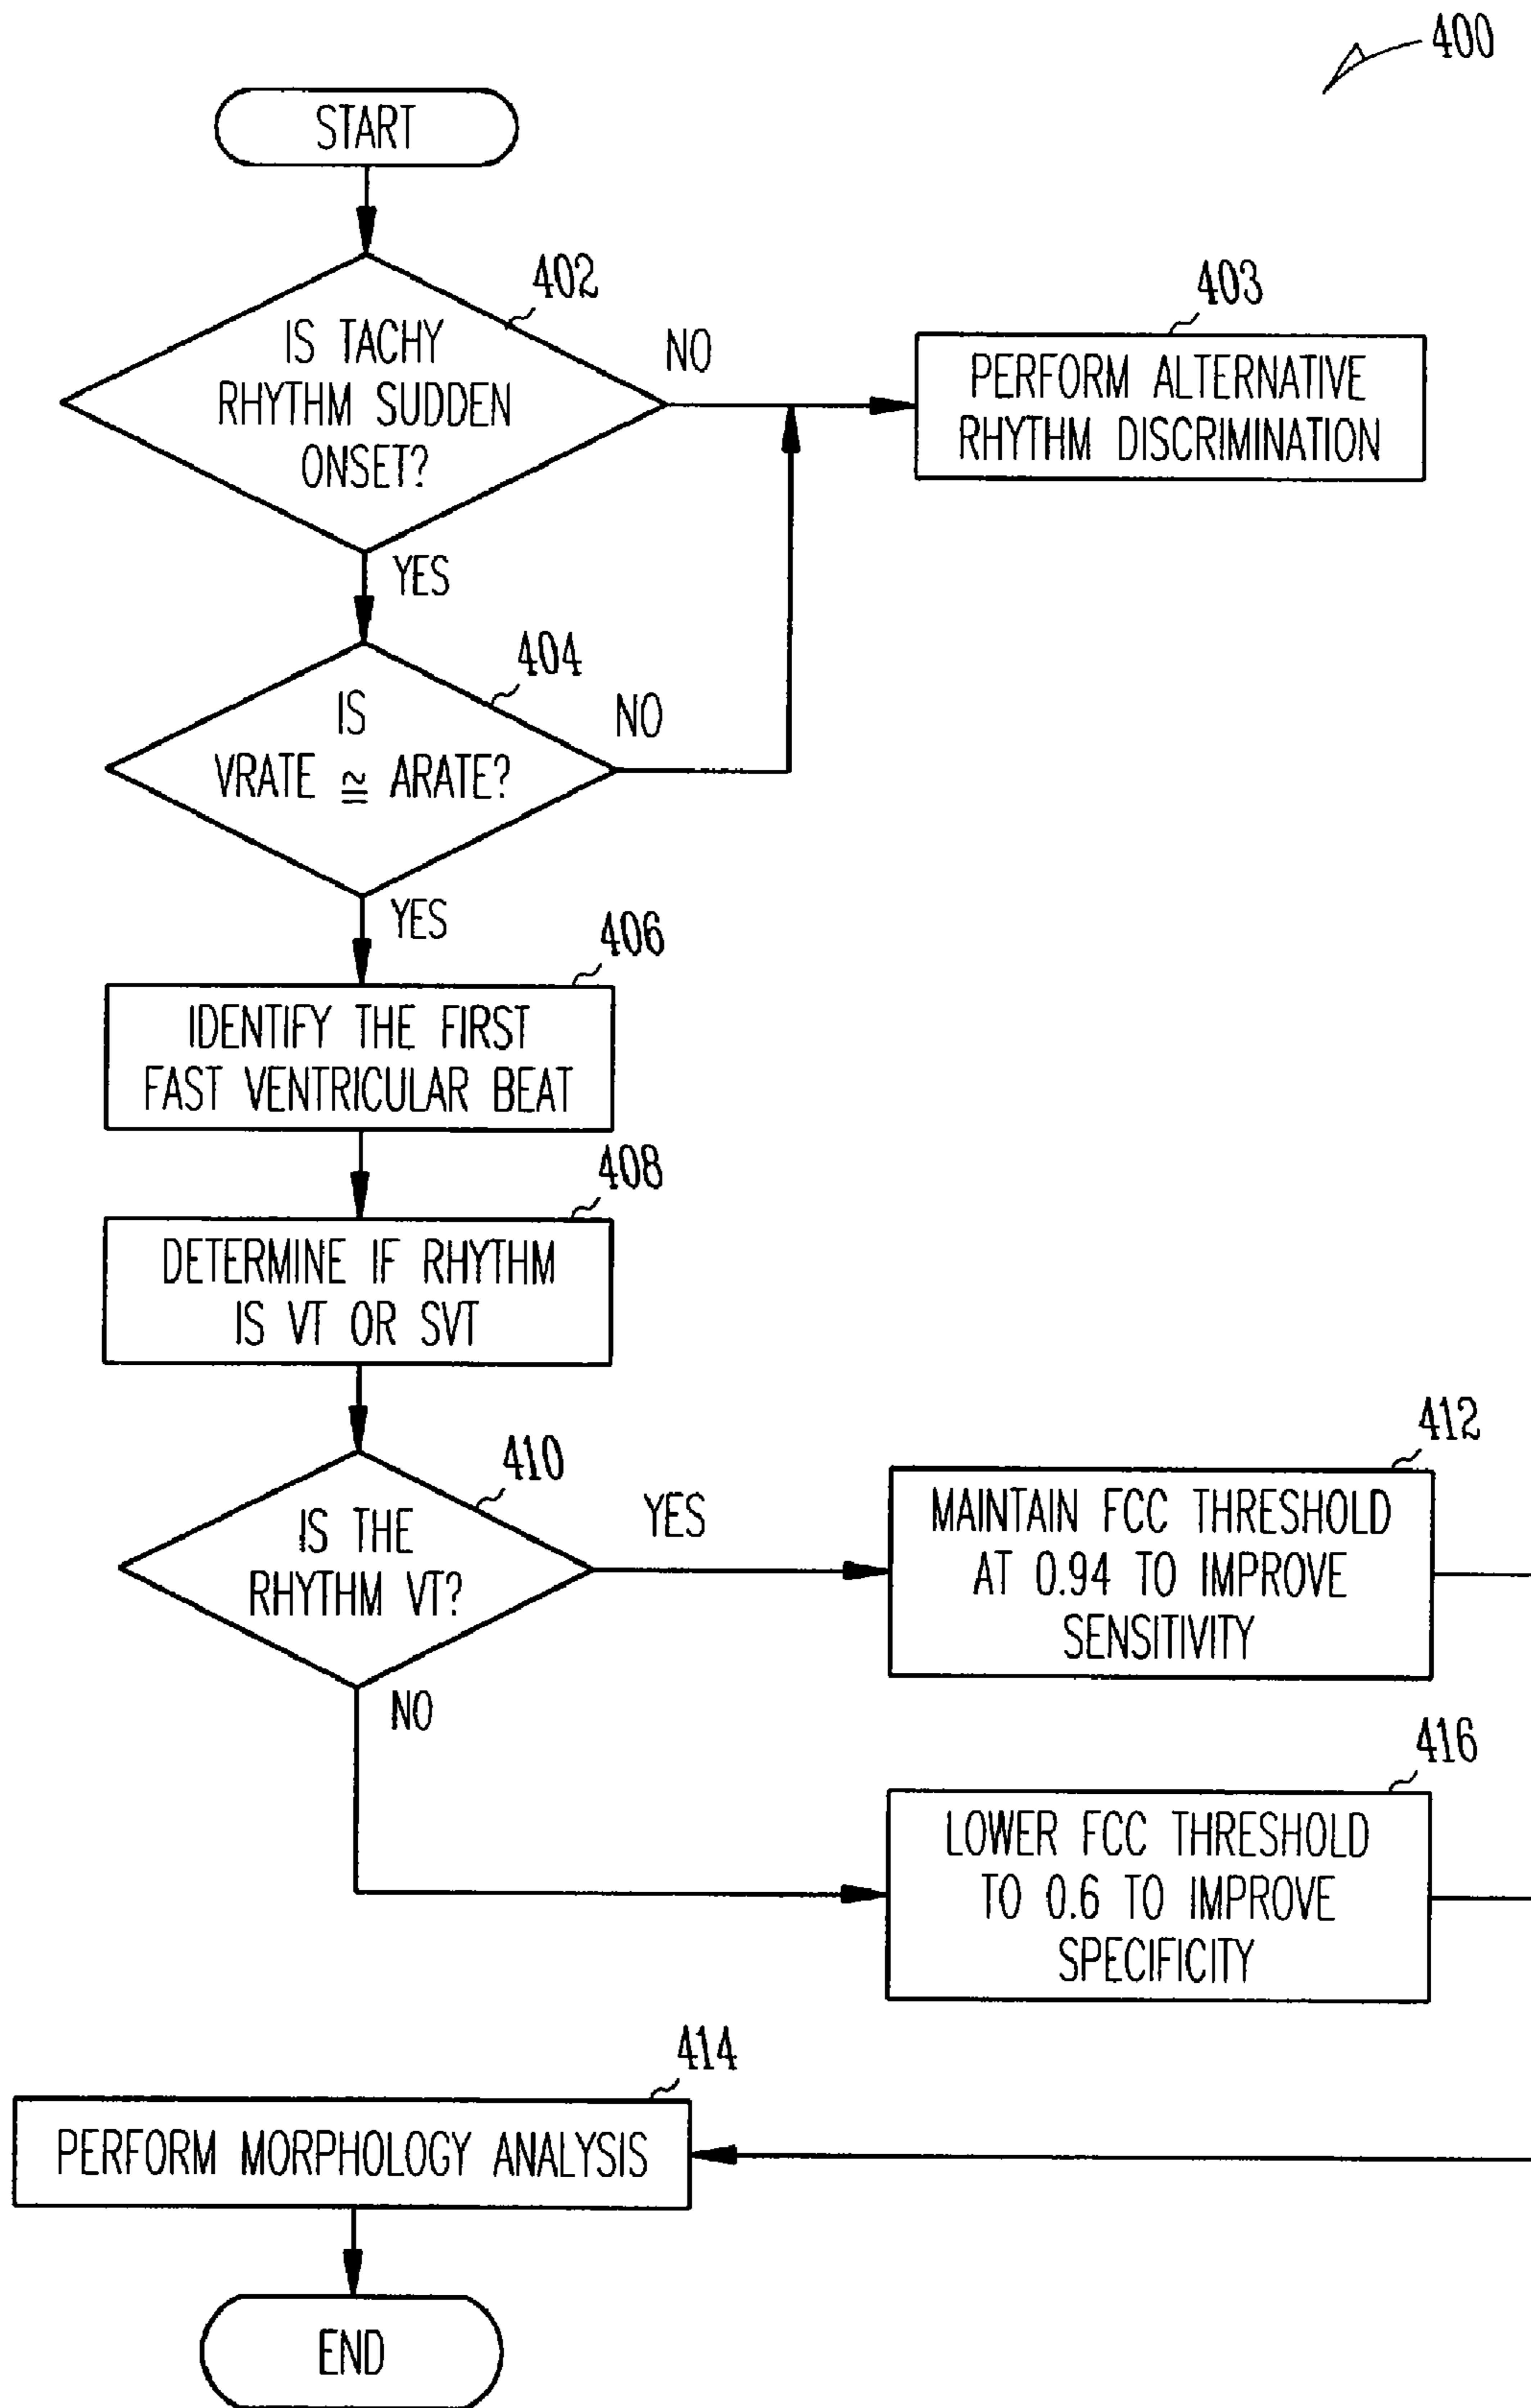 400
START
402
IS TACHY
RHYTHM SUDDEN
ONSET?
NO
403
PERFORM ALTERNATIVE
RHYTHM DISCRIMINATION
YES
404
IS
VRATE ≅ ARATE?
NO
YES
406
IDENTIFY THE FIRST
FAST VENTRICULAR BEAT
408
DETERMINE IF RHYTHM
IS VT OR SVT
410
IS THE
RHYTHM VT?
YES
412
MAINTAIN FCC THRESHOLD
AT 0.94 TO IMPROVE
SENSITIVITY
NO
416
LOWER FCC THRESHOLD
TO 0.6 TO IMPROVE
SPECIFICITY
414
PERFORM MORPHOLOGY ANALYSIS
END